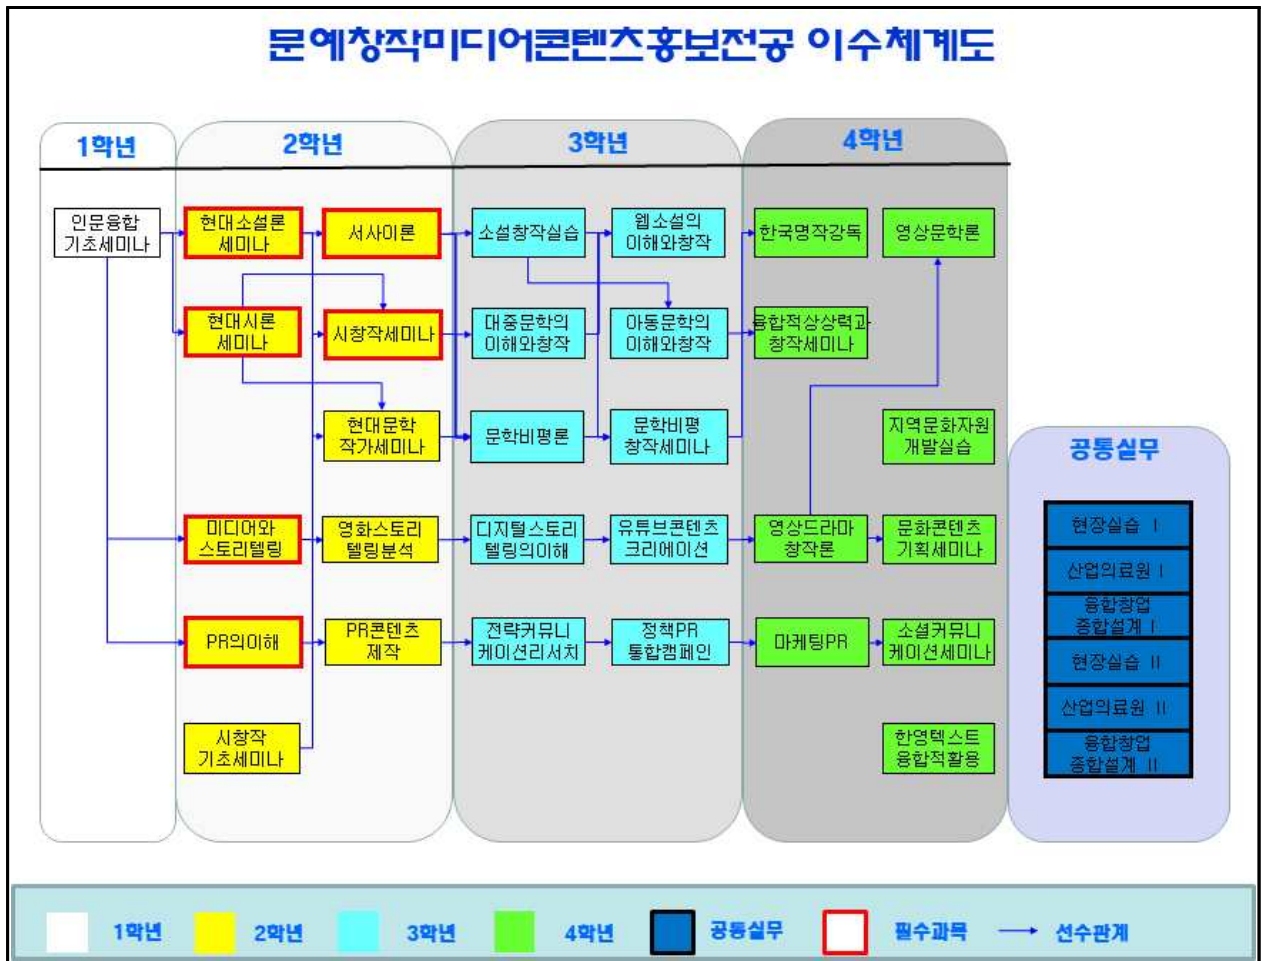 문예창작미디어콘텐츠홍보전공 이수체계도
1학년
2학년
3학년
4학년
인문융합
기초세미나
현대소설론
세미나
서사이론
소설창작실습
웹소설의
이해와창작
한국명작강독
영상문학론
현대시론
세미나
시창작세미나
대중문학의
이해와창작
아동문학의
이해와창작
융합적상상력과
창작세미나
현대문학
작가세미나
문학비평론
문학비평
창작세미나
지역문화자원
개발실습
미디어와
스토리텔링
영화스토리
텔링분석
디지털스토리
텔링의이해
유튜브콘텐츠
크리에이션
영상드라마
창작론
문화콘텐츠
기획세미나
PR의이해
PR콘텐츠
제작
전략커뮤니
케이션리서치
정책PR
통합캠페인
마케팅PR
소셜커뮤니
케이션세미나
시창작
기초세미나
한영텍스트
융합적활용
공통실무
현장실습 I
산업의료원 I
융합창업
종합설계 I
현장실습 II
산업의료원 II
융합창업
종합설계 II
1학년
2학년
3학년
4학년
공통실무
필수과목
선수관계